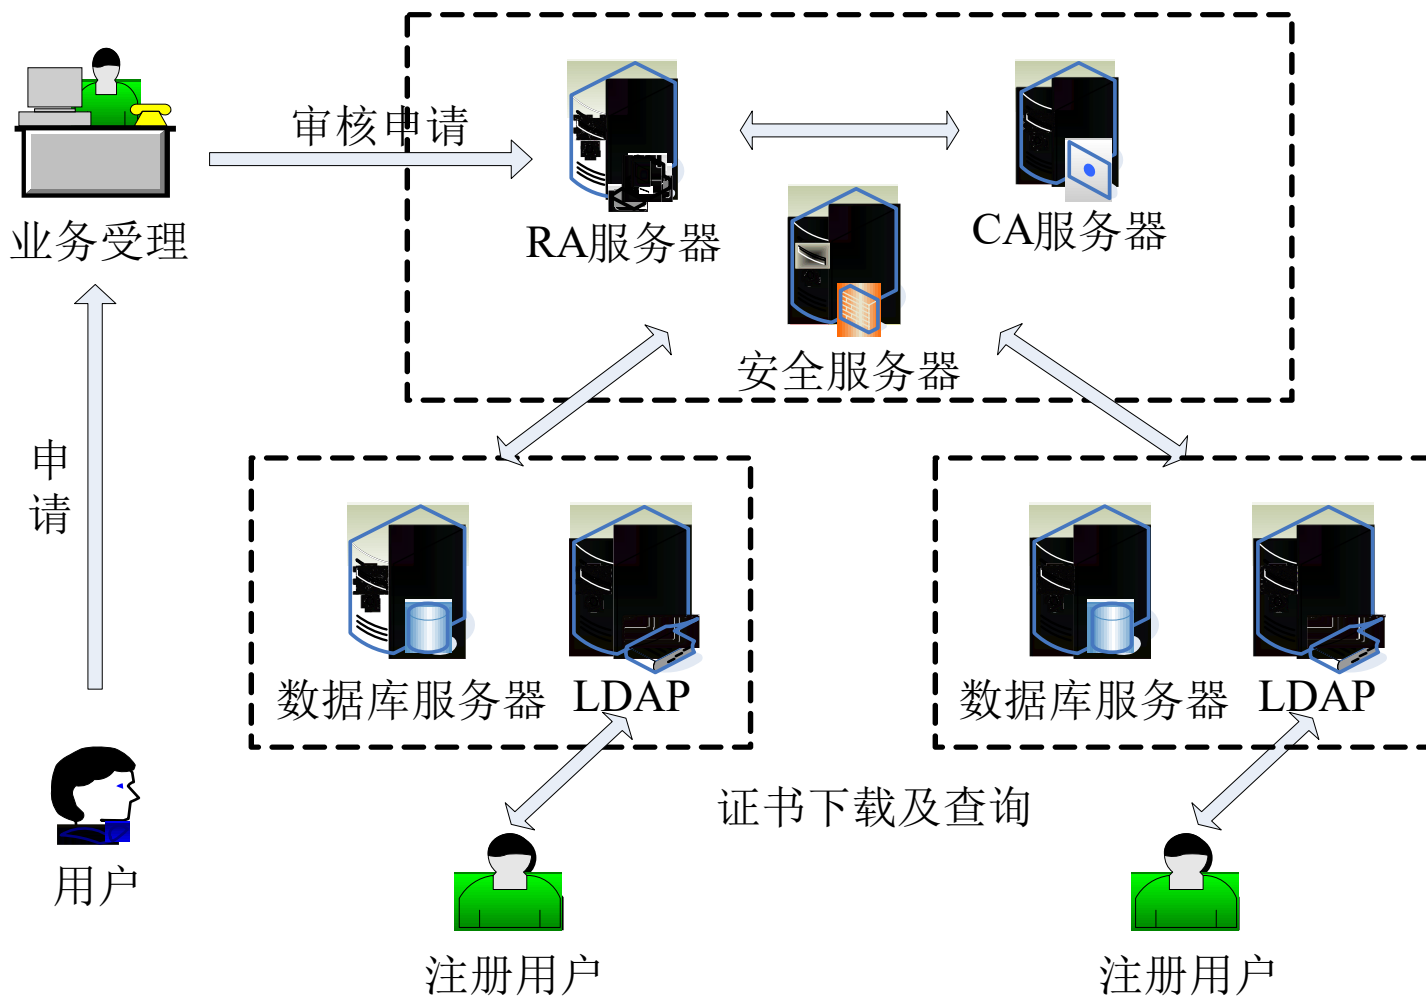 审核申请
业务受理
RA服务器
CA服务器
安全服务器
申
请
数据库服务器
LDAP
数据库服务器
LDAP
证书下载及查询
用户
注册用户
注册用户